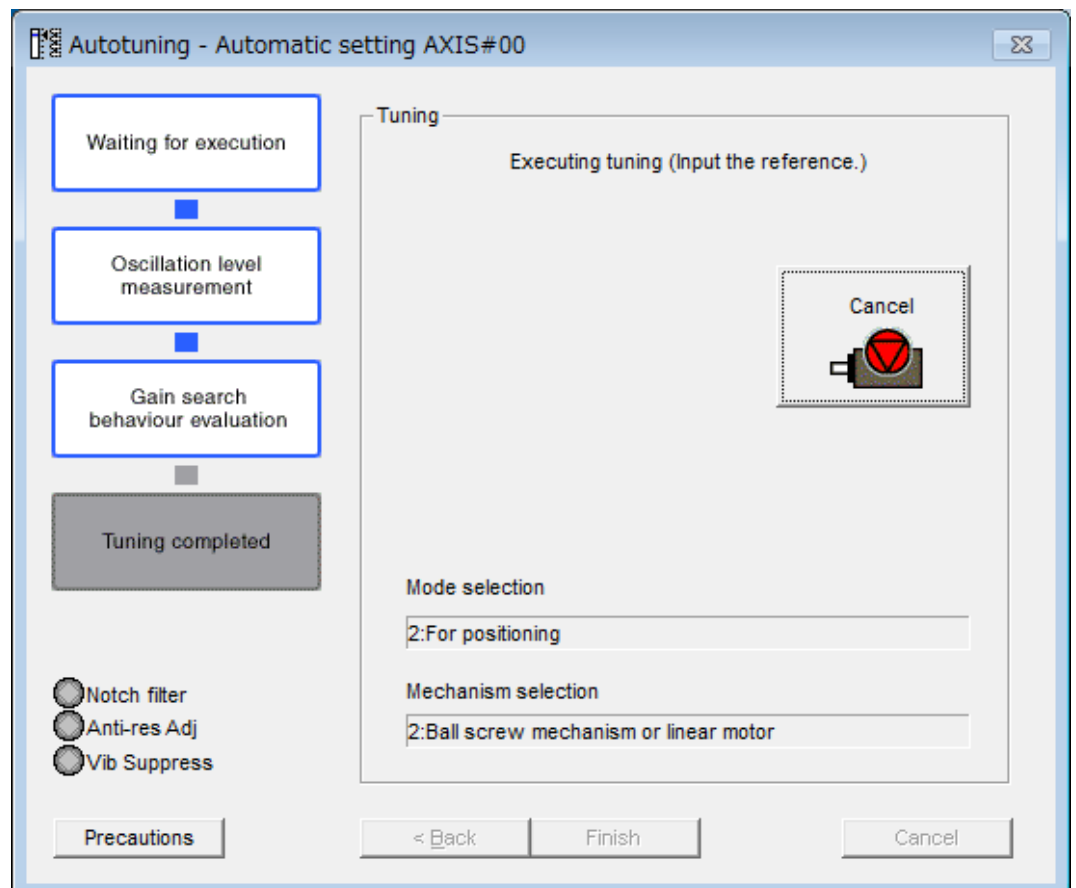 Autotuning - Automatic setting AXIS#00
Waiting for execution
Oscillation level
measurement
Gain search
behaviour evaluation
Tuning completed
Notch filter
Anti-res Adj
Vib Suppress
Precautions
Tuning
Executing tuning (Input the reference.)
Cancel
Mode selection
2:For positioning
Mechanism selection
2:Ball screw mechanism or linear motor
< Back
Finish
Cancel